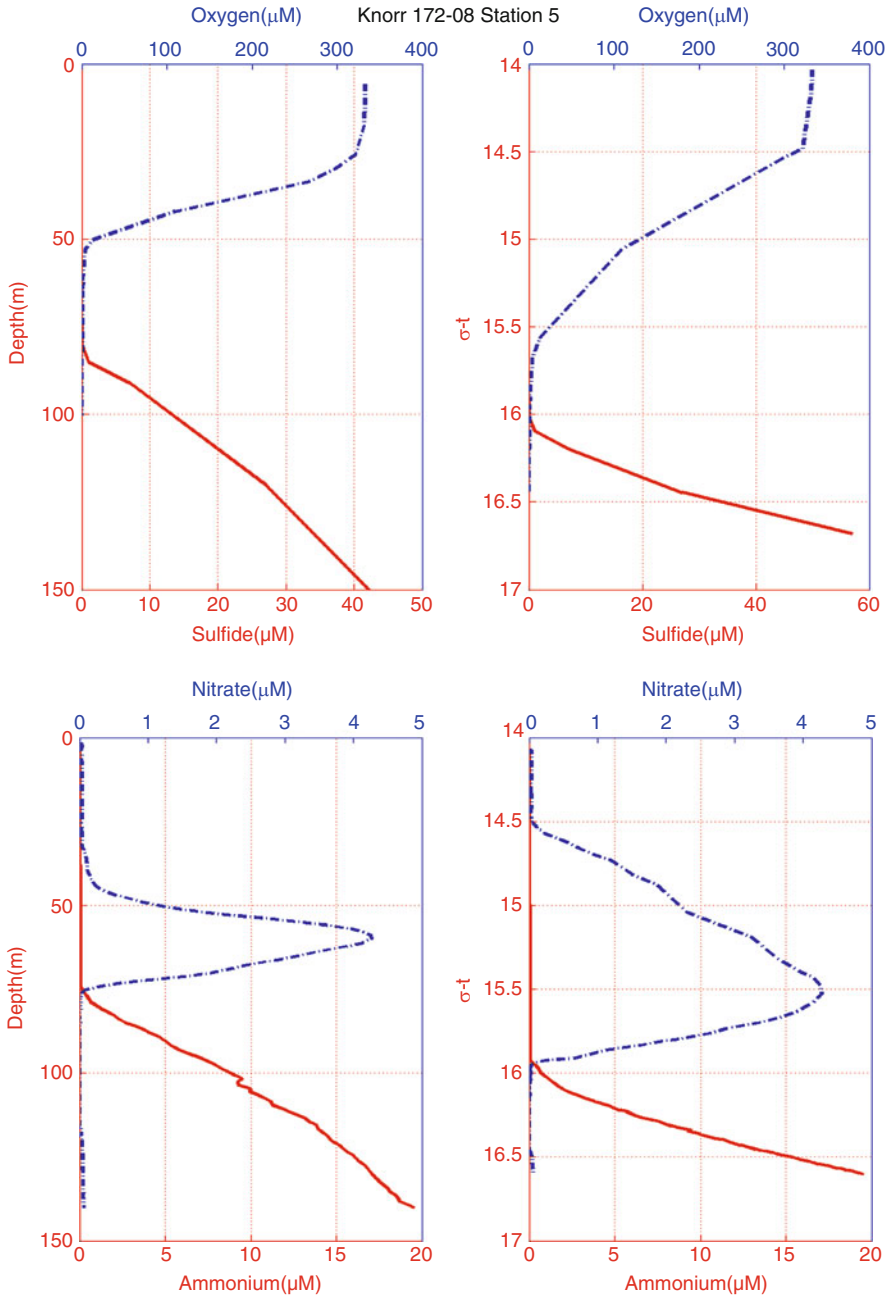 Oxygen(μM) Knorr 172-08 Station 5 Oxygen(μM)
0 100 200 300 400
0 100 200 300 400
0
50
100
150
Depth(m)
0 10 20 30 40 50
Sulfide(μM)
14
14.5
15
15.5
16
16.5
17
σ-t
0 20 40 60
Sulfide(μM)
Nitrate(μM)
0 1 2 3 4 5
0
50
100
150
Depth(m)
0 5 10 15 20
Ammonium(μM)
Nitrate(μM)
0 1 2 3 4 5
14
14.5
15
15.5
16
16.5
17
σ-t
0 5 10 15 20
Ammonium(μM)